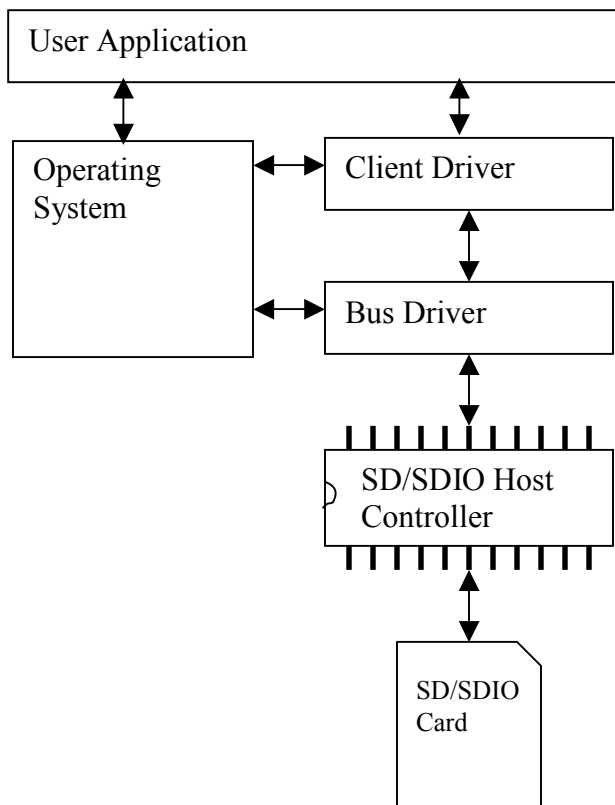 User Application
Operating
System
Client Driver
Bus Driver
SD/SDIO Host
Controller
SD/SDIO
Card